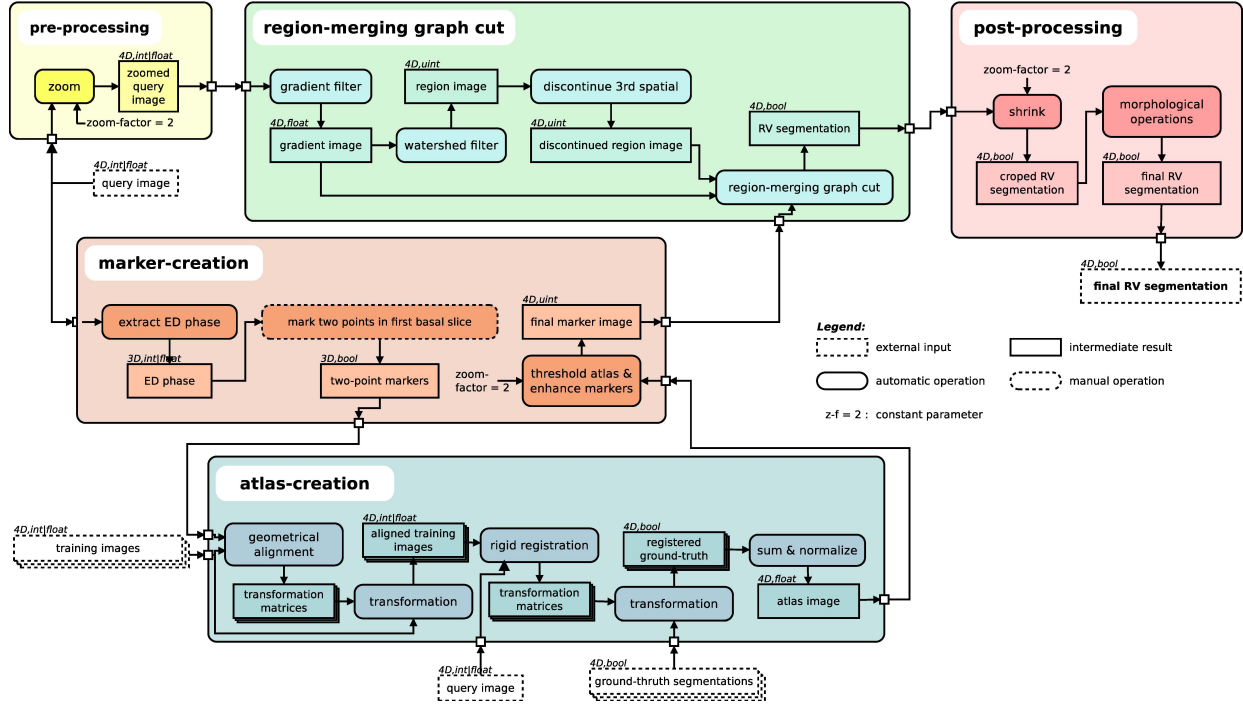 pre-processing
4D,int|float
zoom
zoomed
query
image
zoom-factor = 2
4D,int|float
query image
region-merging graph cut
gradient filter
4D,float
gradient image
watershed filter
4D,uint
region image
discontinue 3rd spatial
4D,uint
discontinued region image
4D,bool
RV segmentation
region-merging graph cut
post-processing
zoom-factor = 2
shrink
4D,bool
croped RV
segmentation
morphological
operations
4D,bool
final RV
segmentation
4D,bool
final RV segmentation
marker-creation
extract ED phase
3D,int|float
ED phase
mark two points in first basal slice
3D,bool
two-point markers
4D,uint
final marker image
zoom-
factor = 2
threshold atlas &
enhance markers
Legend:
external input
intermediate result
automatic operation
manual operation
z-f = 2 :
constant parameter
atlas-creation
4D,int|float
training images
geometrical
alignment
transformation
matrices
4D,int|float
aligned training
images
transformation
rigid registration
transformation
matrices
4D,bool
registered
ground-truth
transformation
sum & normalize
4D,float
atlas image
4D,int|float
query image
4D,bool
ground-thruth segmentations